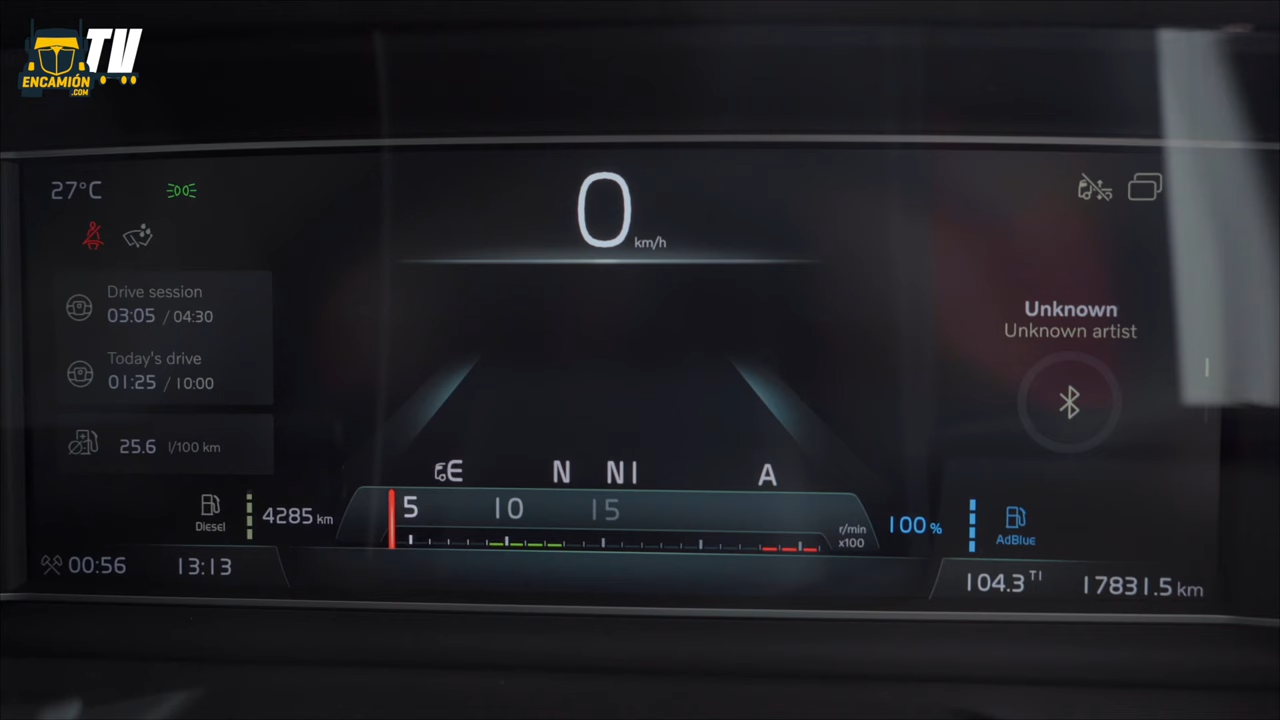 TV
ENCAMIÓN
.COM
27°C
0 km/h
Drive session
03:05 / 04:30
Today's drive
01:25 / 10:00
25.6 l/100 km
Unknown
Unknown artist
E N N I A
5 10 15
r/min
x100
Diesel
4285 km
100 %
AdBlue
00:56 13:13
104.3 T1 17831.5 km